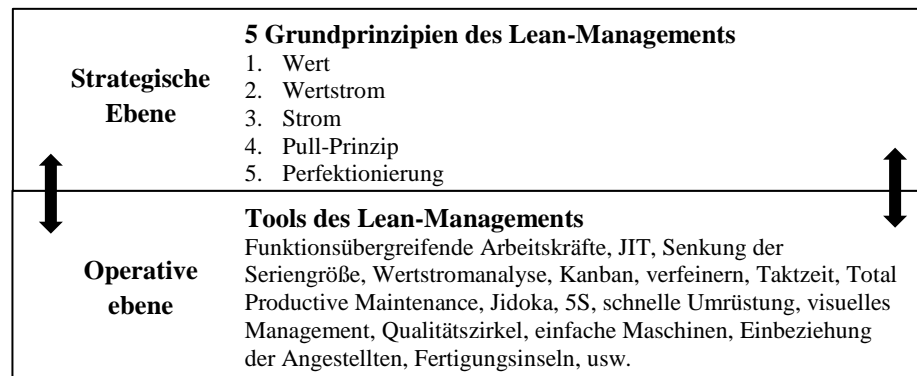 5 Grundprinzipien des Lean-Managements
Strategische
Ebene
1. Wert
2. Wertstrom
3. Strom
4. Pull-Prinzip
5. Perfektionierung
Tools des Lean-Managements
Operative
ebene
Funktionsübergreifende Arbeitskräfte, JIT, Senkung der
Seriengröße, Wertstromanalyse, Kanban, verfeinern, Taktzeit, Total
Productive Maintenance, Jidoka, 5S, schnelle Umrüstung, visuelles
Management, Qualitätszirkel, einfache Maschinen, Einbeziehung
der Angestellten, Fertigungsinseln, usw.